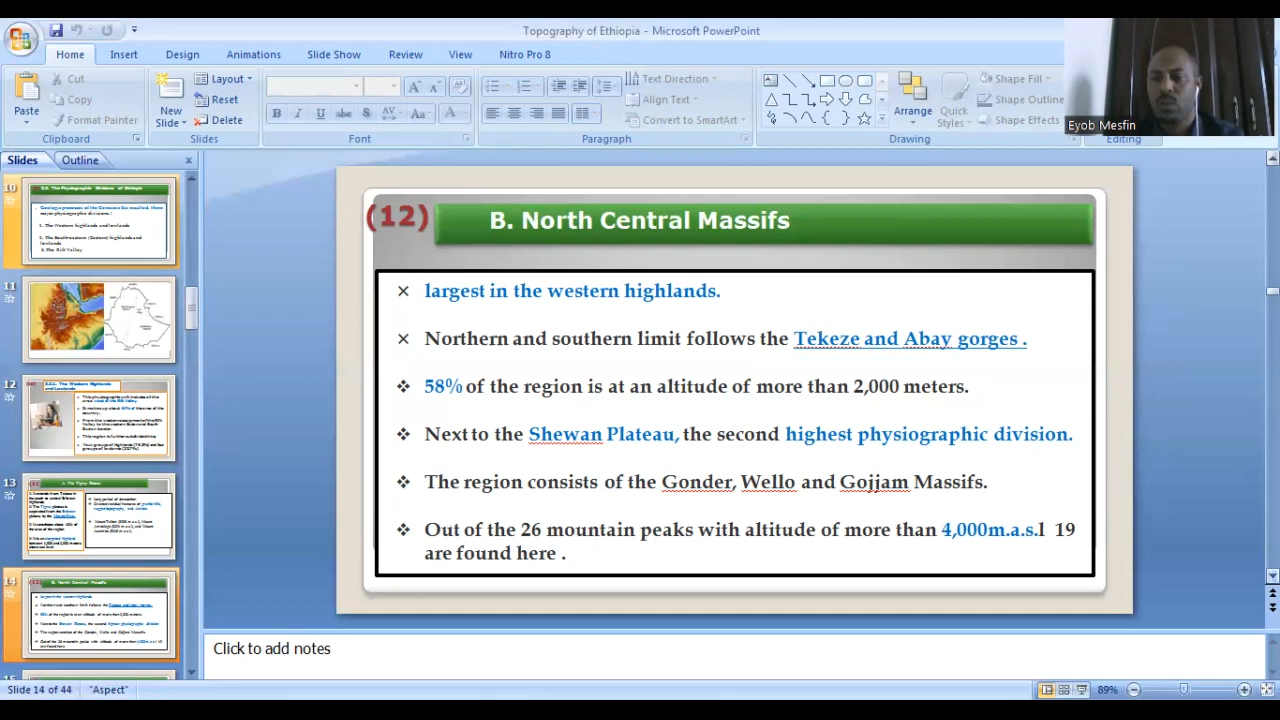 Topography of Ethiopia - Microsoft PowerPoint
Home Insert Design Animations Slide Show Review View Nitro Pro 8
Paste
Cut
Copy
Format Painter
Clipboard
New Slide
Layout
Reset
Delete
Slides
Font
Text Direction
Align Text
Convert to SmartArt
Paragraph
Arrange
Quick Styles
Shape Fill
Shape Outline
Shape Effects
Drawing
Editing
Eyob Mesfin
Slides Outline
10
11
12
13
14
(12) B. North Central Massifs
largest in the western highlands.
Northern and southern limit follows the Tekeze and Abay gorges .
58% of the region is at an altitude of more than 2,000 meters.
Next to the Shewan Plateau, the second highest physiographic division.
The region consists of the Gonder, Wello and Gojjam Massifs.
Out of the 26 mountain peaks with altitude of more than 4,000m.a.s.l 19
are found here .
Click to add notes
Slide 14 of 44 "Aspect" 89%